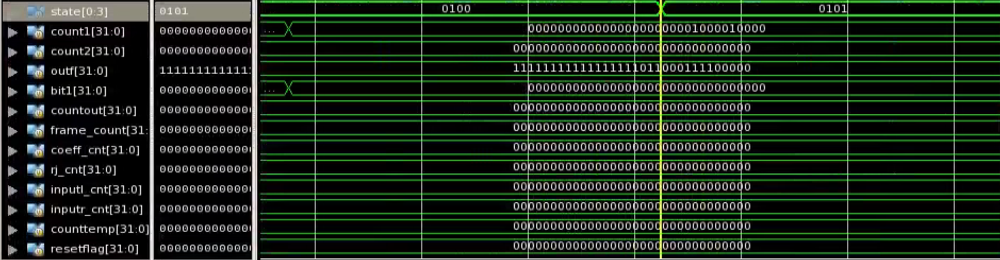 state[0:3] 0101 0100 0101
count1[31:0] 0000000000000 ... 00000000000000000000001000010000
count2[31:0] 0000000000000 00000000000000000000000000000000
outf[31:0] 1111111111111 11111111111111111011000111100000
bit1[31:0] 0000000000000 ... 00000000000000000000000000000000
countout[31:0] 0000000000000 00000000000000000000000000000000
frame_count[31: 0000000000000 00000000000000000000000000000000
coeff_cnt[31:0] 0000000000000 00000000000000000000000000000000
rj_cnt[31:0] 0000000000000 00000000000000000000000000000000
inputl_cnt[31:0] 0000000000000 00000000000000000000000000000000
inputr_cnt[31:0] 0000000000000 00000000000000000000000000000000
counttemp[31:0] 0000000000000 00000000000000000000000000000000
resetflag[31:0] 0000000000000 00000000000000000000000000000000